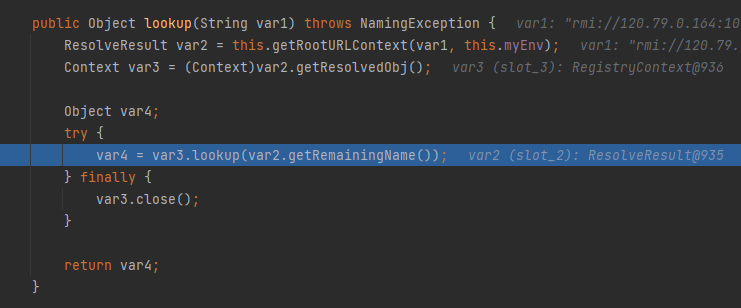 public Object lookup(String var1) throws NamingException {   var1: "rmi://120.79.0.164:10
    ResolveResult var2 = this.getRootURLContext(var1, this.myEnv);   var1: "rmi://120.79.
    Context var3 = (Context)var2.getResolvedObj();   var3 (slot_3): RegistryContext@936
    Object var4;
    try {
        var4 = var3.lookup(var2.getRemainingName());   var2 (slot_2): ResolveResult@935
    } finally {
        var3.close();
    }
    return var4;
}